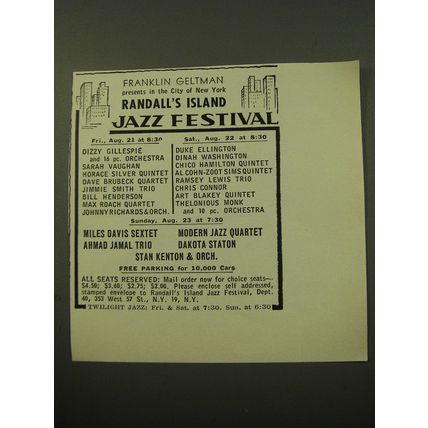 FRANKLIN GELTMAN
presents in the City of New York
RANDALL'S ISLAND
JAZZ FESTIVAL
Fri., Aug. 21 at 8:30
DIZZY GILLESPIE
and 16 pc. ORCHESTRA
SARAH VAUGHAN
HORACE SILVER QUINTET
DAVE BRUBECK QUARTET
JIMMIE SMITH TRIO
BILL HENDERSON
MAX ROACH QUARTET
JOHNNY RICHARDS & ORCH.
Sat., Aug. 22 at 8:30
DUKE ELLINGTON
DINAH WASHINGTON
CHICO HAMILTON QUINTET
AL COHN-ZOOT SIMS QUINTET
RAMSEY LEWIS TRIO
CHRIS CONNOR
ART BLAKEY QUINTET
THELONIOUS MONK
and 10 pc. ORCHESTRA
Sunday, Aug. 23 at 7:30
MILES DAVIS SEXTET
MODERN JAZZ QUARTET
AHMAD JAMAL TRIO
DAKOTA STATON
STAN KENTON & ORCH.
FREE PARKING for 10,000 Cars
ALL SEATS RESERVED: Mail order now for choice seats—
$4.50; $3.60; $2.75; $2.00. Please enclose self addressed,
stamped envelope to Randall's Island Jazz Festival, Dept.
40, 353 West 57 St., N.Y. 19, N.Y.
TWILIGHT JAZZ: Fri. & Sat. at 7:30. Sun. at 6:30